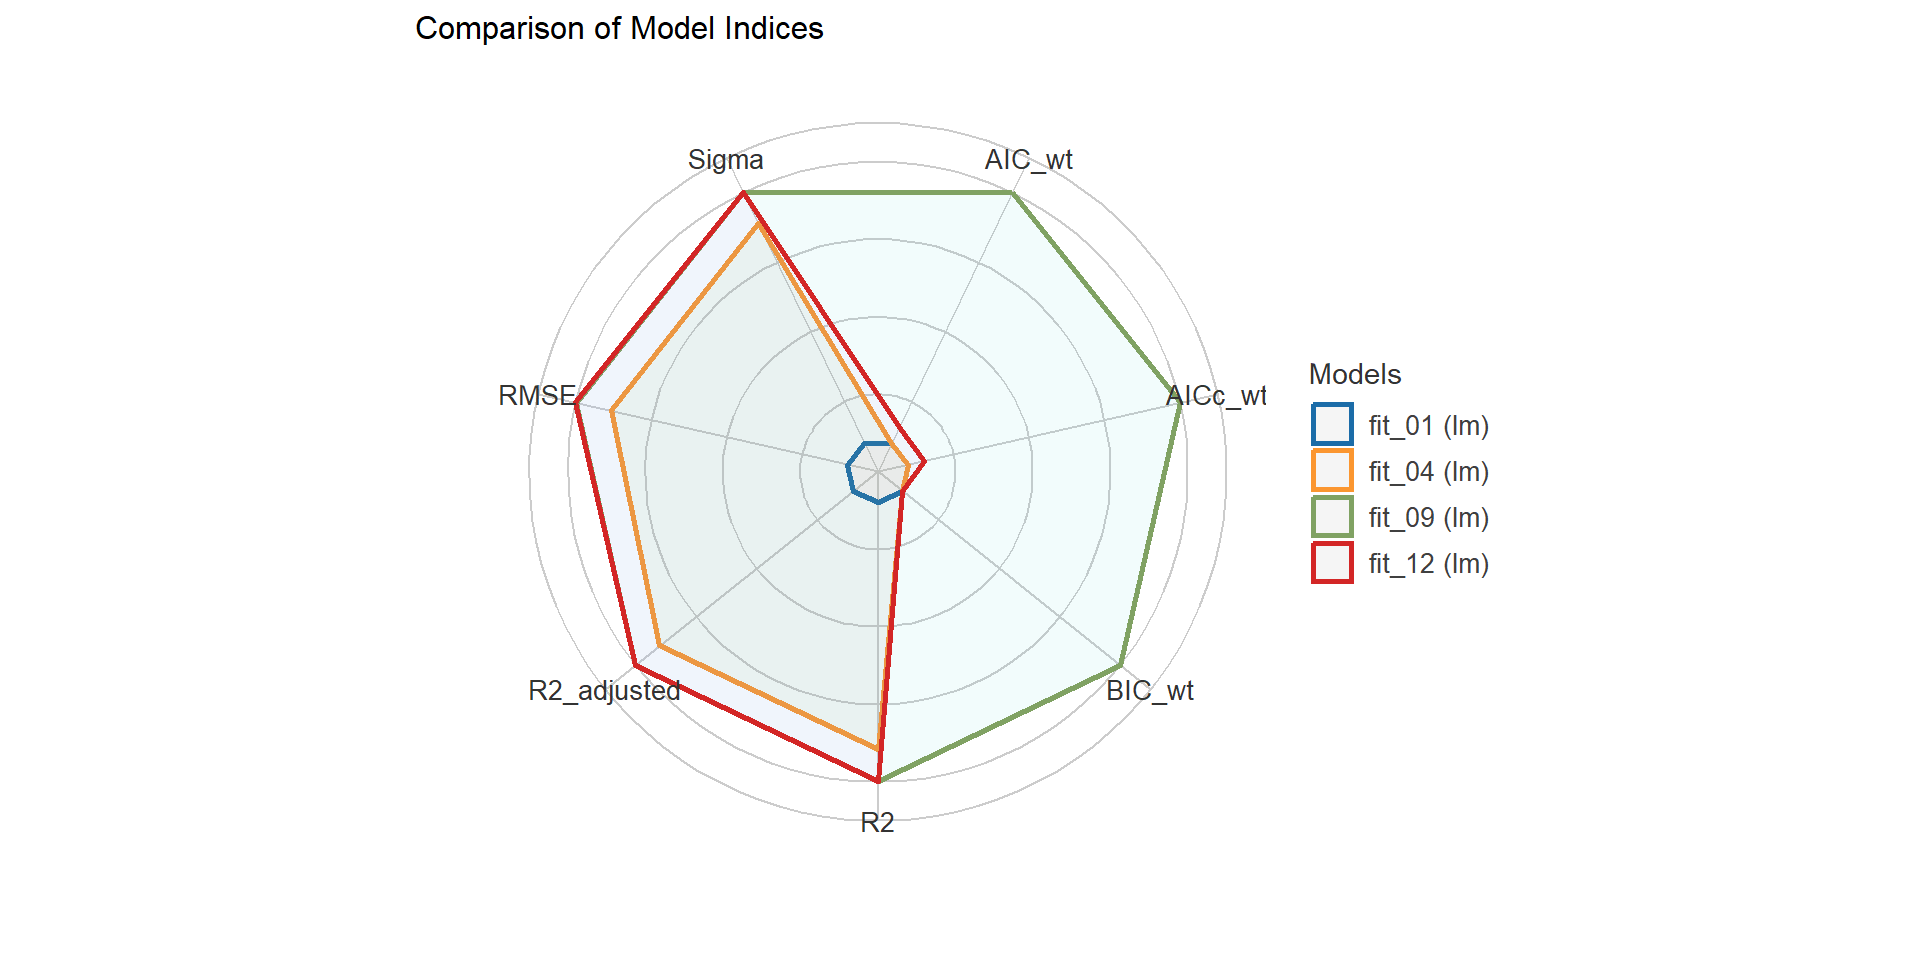 Comparison of Model Indices
Sigma
AIC_wt
RMSE
AICc_wt
R2_adjusted
BIC_wt
R2
Models
fit_01 (lm)
fit_04 (lm)
fit_09 (lm)
fit_12 (lm)